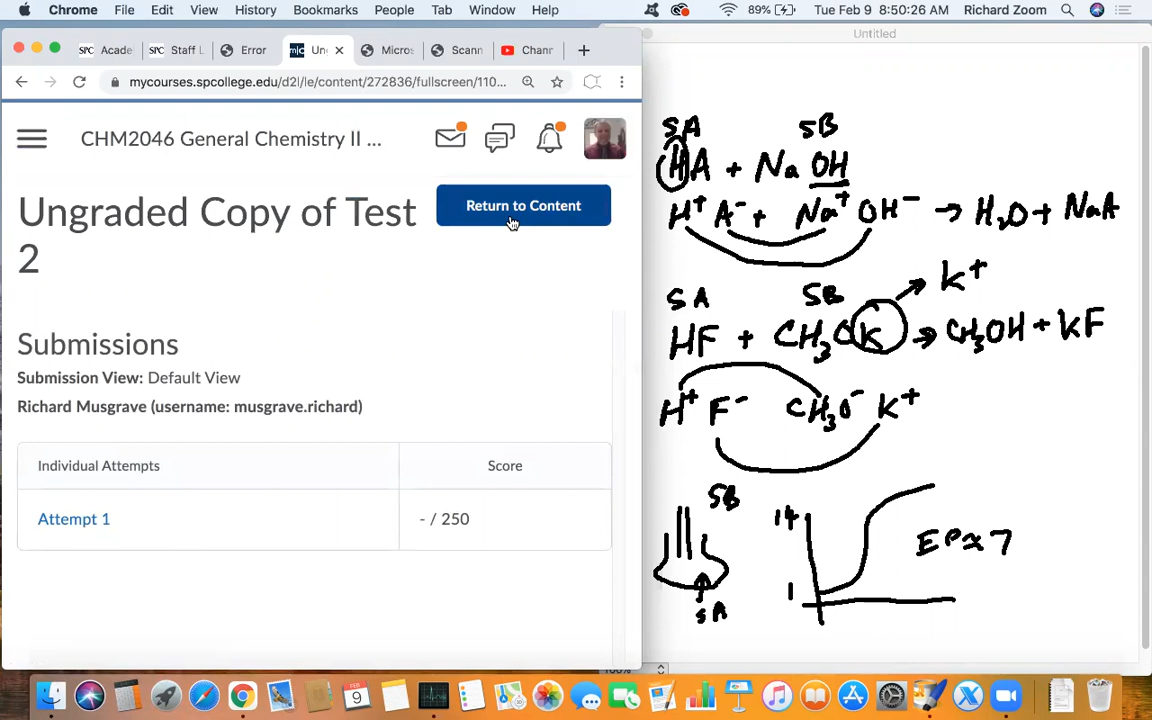 Chrome File Edit View History Bookmarks People Tab Window Help 89% Tue Feb 9 8:50:26 AM Richard Zoom
SPC Acade SPC Staff L Error m|c Un Micros Scann Chann
Untitled
mycourses.spcollege.edu/d2l/le/content/272836/fullscreen/110...
CHM2046 General Chemistry II ...
Ungraded Copy of Test 2
Return to Content
Submissions
Submission View: Default View
Richard Musgrave (username: musgrave.richard)
Individual Attempts Score
Attempt 1 - / 250
SA SB
HA + NaOH
H+ A- + Na+ OH- → H2O + NaA
SA SB → K+
HF + CH3OK → CH3OH + KF
H+ F- CH3O- K+
SB
14
EP≈7
1
SA